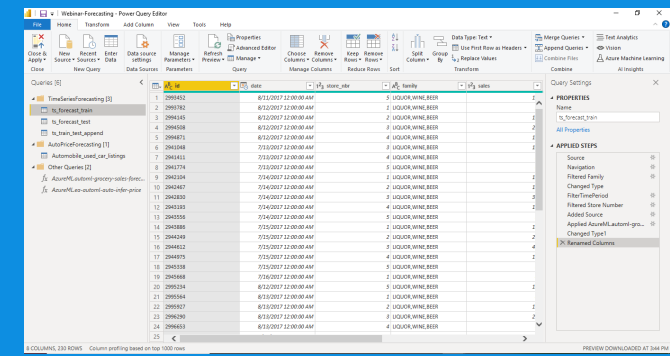 Webinar-Forecasting - Power Query Editor
File Home Transform Add Column View Tools Help
Close & Apply
New Source
Recent Sources
Enter Data
Data source settings
Manage Parameters
Refresh Preview
Properties
Advanced Editor
Manage
Choose Columns
Remove Columns
Keep Rows
Remove Rows
Split Column
Group By
Data Type: Text
Use First Row as Headers
Replace Values
Merge Queries
Append Queries
Combine Files
Text Analytics
Vision
Azure Machine Learning
Close New Query Data Sources Parameters Query Manage Columns Reduce Rows Sort Transform Combine AI Insights
Queries [6]
TimeSeriesForecasting [3]
ts_forecast_train
ts_forecast_test
ts_train_test_append
AutoPriceForecasting [1]
Automobile_used_car_listings
Other Queries [2]
AzureML.automl-grocery-sales-forec...
AzureML.ea-automl-auto-infer-price
id date store_nbr family sales
1 2993452 8/11/2017 12:00:00 AM 5 LIQUOR,WINE,BEER
2 2993782 8/12/2017 12:00:00 AM 1 LIQUOR,WINE,BEER
3 2994145 8/12/2017 12:00:00 AM 2 LIQUOR,WINE,BEER
4 2994508 8/12/2017 12:00:00 AM 3 LIQUOR,WINE,BEER
5 2994871 8/12/2017 12:00:00 AM 4 LIQUOR,WINE,BEER
6 2941048 7/13/2017 12:00:00 AM 3 LIQUOR,WINE,BEER
7 2941411 7/13/2017 12:00:00 AM 4 LIQUOR,WINE,BEER
8 2941774 7/13/2017 12:00:00 AM 5 LIQUOR,WINE,BEER
9 2942104 7/14/2017 12:00:00 AM 1 LIQUOR,WINE,BEER
10 2942467 7/14/2017 12:00:00 AM 2 LIQUOR,WINE,BEER
11 2942830 7/14/2017 12:00:00 AM 3 LIQUOR,WINE,BEER
12 2943193 7/14/2017 12:00:00 AM 4 LIQUOR,WINE,BEER
13 2943556 7/14/2017 12:00:00 AM 5 LIQUOR,WINE,BEER
14 2943886 7/15/2017 12:00:00 AM 1 LIQUOR,WINE,BEER
15 2944249 7/15/2017 12:00:00 AM 2 LIQUOR,WINE,BEER
16 2944612 7/15/2017 12:00:00 AM 3 LIQUOR,WINE,BEER
17 2944975 7/15/2017 12:00:00 AM 4 LIQUOR,WINE,BEER
18 2945338 7/15/2017 12:00:00 AM 5 LIQUOR,WINE,BEER
19 2945668 7/16/2017 12:00:00 AM 1 LIQUOR,WINE,BEER
20 2995234 8/12/2017 12:00:00 AM 5 LIQUOR,WINE,BEER
21 2995564 8/13/2017 12:00:00 AM 1 LIQUOR,WINE,BEER
22 2995927 8/13/2017 12:00:00 AM 2 LIQUOR,WINE,BEER
23 2996290 8/13/2017 12:00:00 AM 3 LIQUOR,WINE,BEER
24 2996653 8/13/2017 12:00:00 AM 4 LIQUOR,WINE,BEER
25
Query Settings
PROPERTIES
Name
ts_forecast_train
All Properties
APPLIED STEPS
Source
Navigation
Filtered Family
Changed Type
FilterTimePeriod
Filtered Store Number
Added Source
Applied AzureML.automl-gro...
Changed Type1
Renamed Columns
8 COLUMNS, 230 ROWS Column profiling based on top 1000 rows
PREVIEW DOWNLOADED AT 3:44 PM